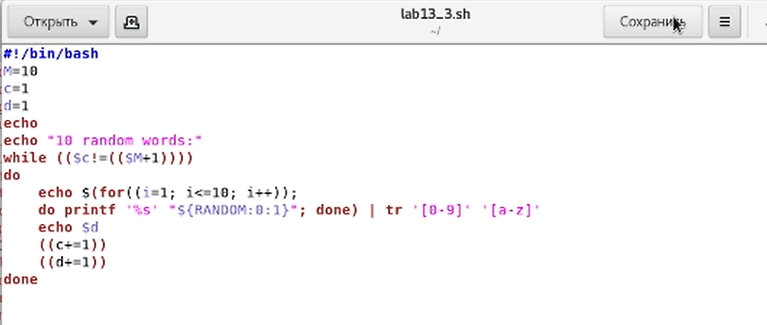 Открыть
lab13_3.sh
~/
Сохранить
#!/bin/bash
M=10
c=1
d=1
echo
echo "10 random words:"
while (($c!=(($M+1))))
do
    echo $(for((i=1; i<=10; i++));
    do printf '%s' "${RANDOM:0:1}"; done) | tr '[0-9]' '[a-z]'
    echo $d
    ((c+=1))
    ((d+=1))
done